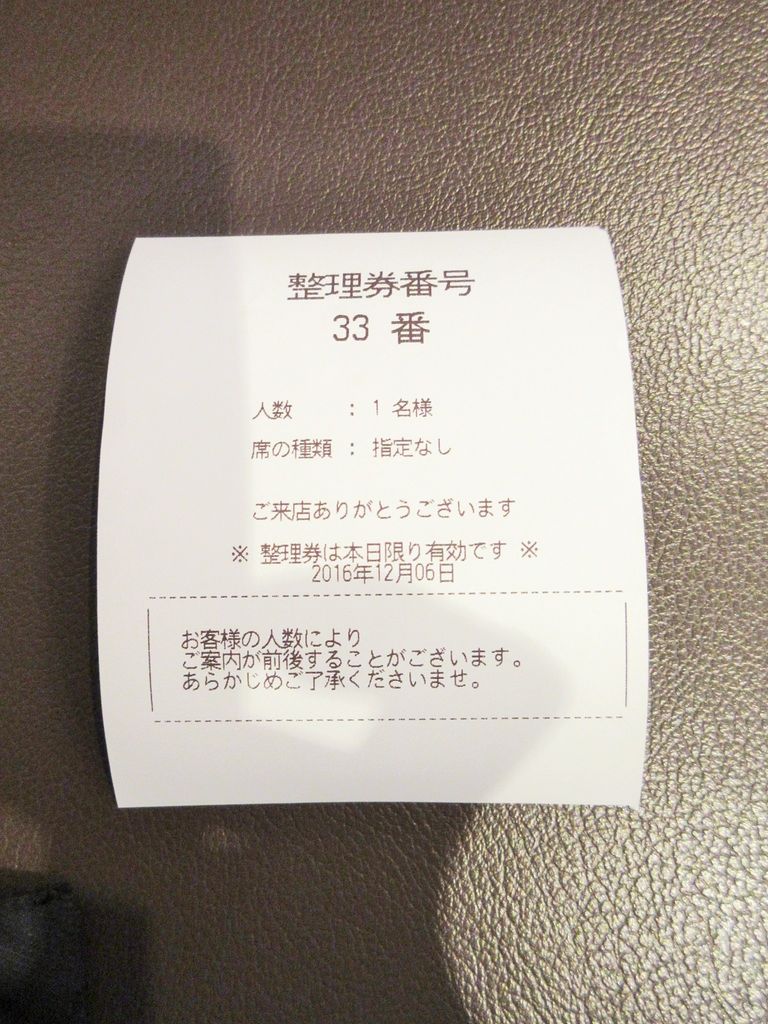 整理券番号
33 番
人数 : 1 名様
席の種類 : 指定なし
ご来店ありがとうございます
※ 整理券は本日限り有効です ※
2016年12月06日
お客様の人数により
ご案内が前後することがございます。
あらかじめご了承くださいませ。